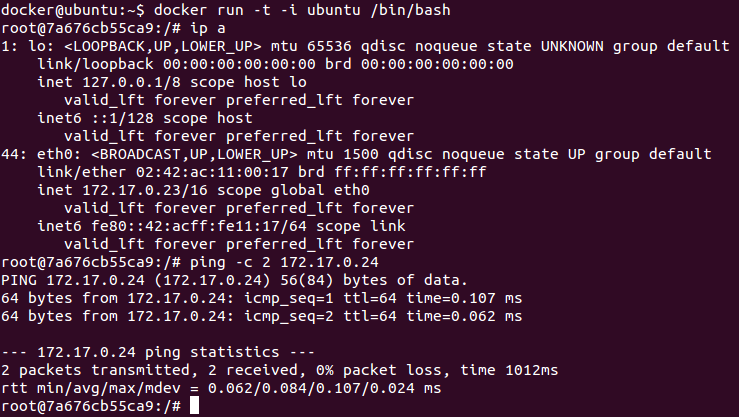 docker@ubuntu:~$ docker run -t -i ubuntu /bin/bash
root@7a676cb55ca9:/# ip a
1: lo: <LOOPBACK,UP,LOWER_UP> mtu 65536 qdisc noqueue state UNKNOWN group default
    link/loopback 00:00:00:00:00:00 brd 00:00:00:00:00:00
    inet 127.0.0.1/8 scope host lo
       valid_lft forever preferred_lft forever
    inet6 ::1/128 scope host
       valid_lft forever preferred_lft forever
44: eth0: <BROADCAST,UP,LOWER_UP> mtu 1500 qdisc noqueue state UP group default
    link/ether 02:42:ac:11:00:17 brd ff:ff:ff:ff:ff:ff
    inet 172.17.0.23/16 scope global eth0
       valid_lft forever preferred_lft forever
    inet6 fe80::42:acff:fe11:17/64 scope link
       valid_lft forever preferred_lft forever
root@7a676cb55ca9:/# ping -c 2 172.17.0.24
PING 172.17.0.24 (172.17.0.24) 56(84) bytes of data.
64 bytes from 172.17.0.24: icmp_seq=1 ttl=64 time=0.107 ms
64 bytes from 172.17.0.24: icmp_seq=2 ttl=64 time=0.062 ms

--- 172.17.0.24 ping statistics ---
2 packets transmitted, 2 received, 0% packet loss, time 1012ms
rtt min/avg/max/mdev = 0.062/0.084/0.107/0.024 ms
root@7a676cb55ca9:/#